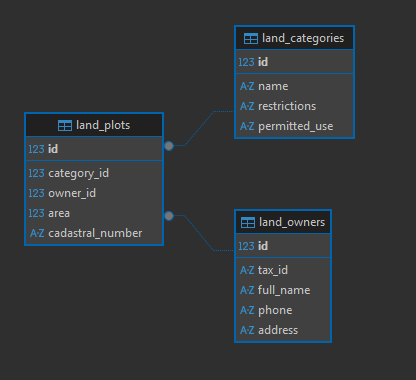 land_categories
123 id
A-Z name
A-Z restrictions
A-Z permitted_use
land_plots
123 id
123 category_id
123 owner_id
123 area
A-Z cadastral_number
land_owners
123 id
A-Z tax_id
A-Z full_name
A-Z phone
A-Z address